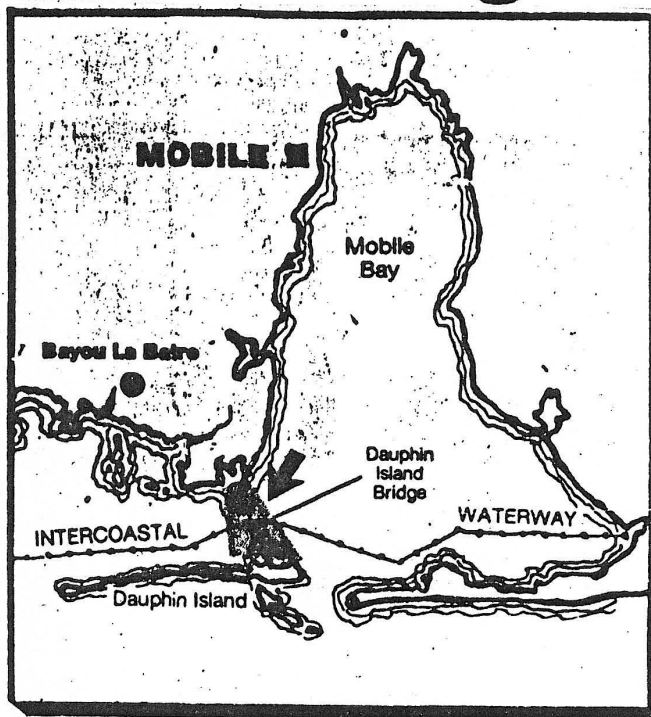 MOBILE
Mobile
Bay
Bayou La Batre
Dauphin
Island
Bridge
INTERCOASTAL
WATERWAY
Dauphin Island